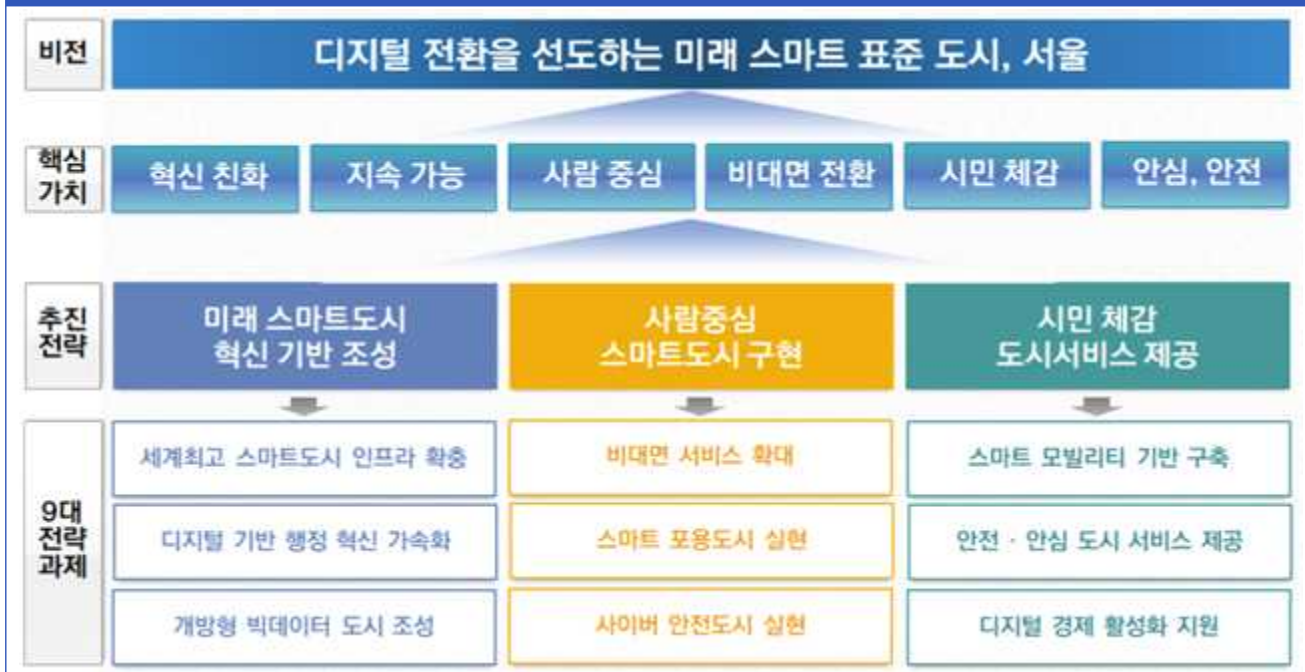 비전
디지털 전환을 선도하는 미래 스마트 표준 도시, 서울
핵심
가치
혁신 친화
지속 가능
사람 중심
비대면 전환
시민 체감
안심, 안전
추진
전략
미래 스마트도시
혁신 기반 조성
사람중심
스마트도시 구현
시민 체감
도시서비스 제공
9대
전략
과제
세계최고 스마트도시 인프라 확충
비대면 서비스 확대
스마트 모빌리티 기반 구축
디지털 기반 행정 혁신 가속화
스마트 포용도시 실현
안전 · 안심 도시 서비스 제공
개방형 빅데이터 도시 조성
사이버 안전도시 실현
디지털 경제 활성화 지원